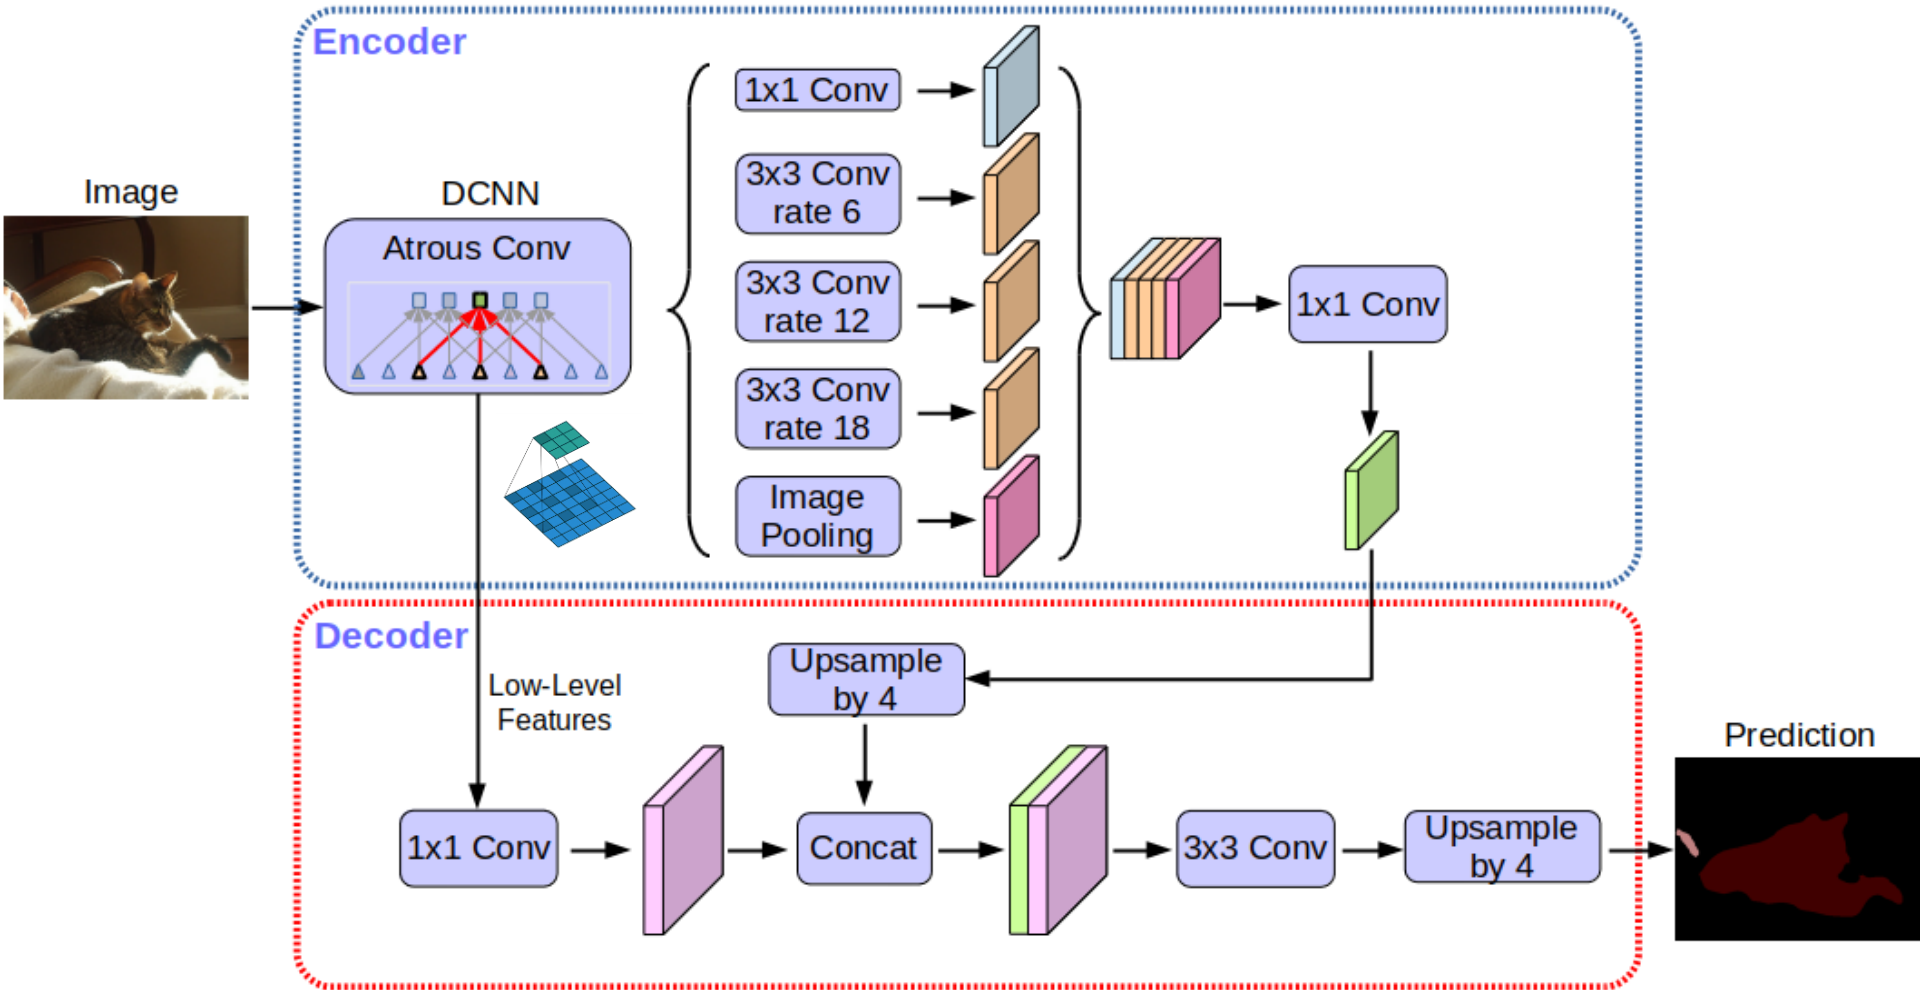 Encoder
Image
DCNN
Atrous Conv
1x1 Conv
3x3 Conv
rate 6
3x3 Conv
rate 12
3x3 Conv
rate 18
Image
Pooling
1x1 Conv
Decoder
Low-Level
Features
Upsample
by 4
1x1 Conv
Concat
3x3 Conv
Upsample
by 4
Prediction